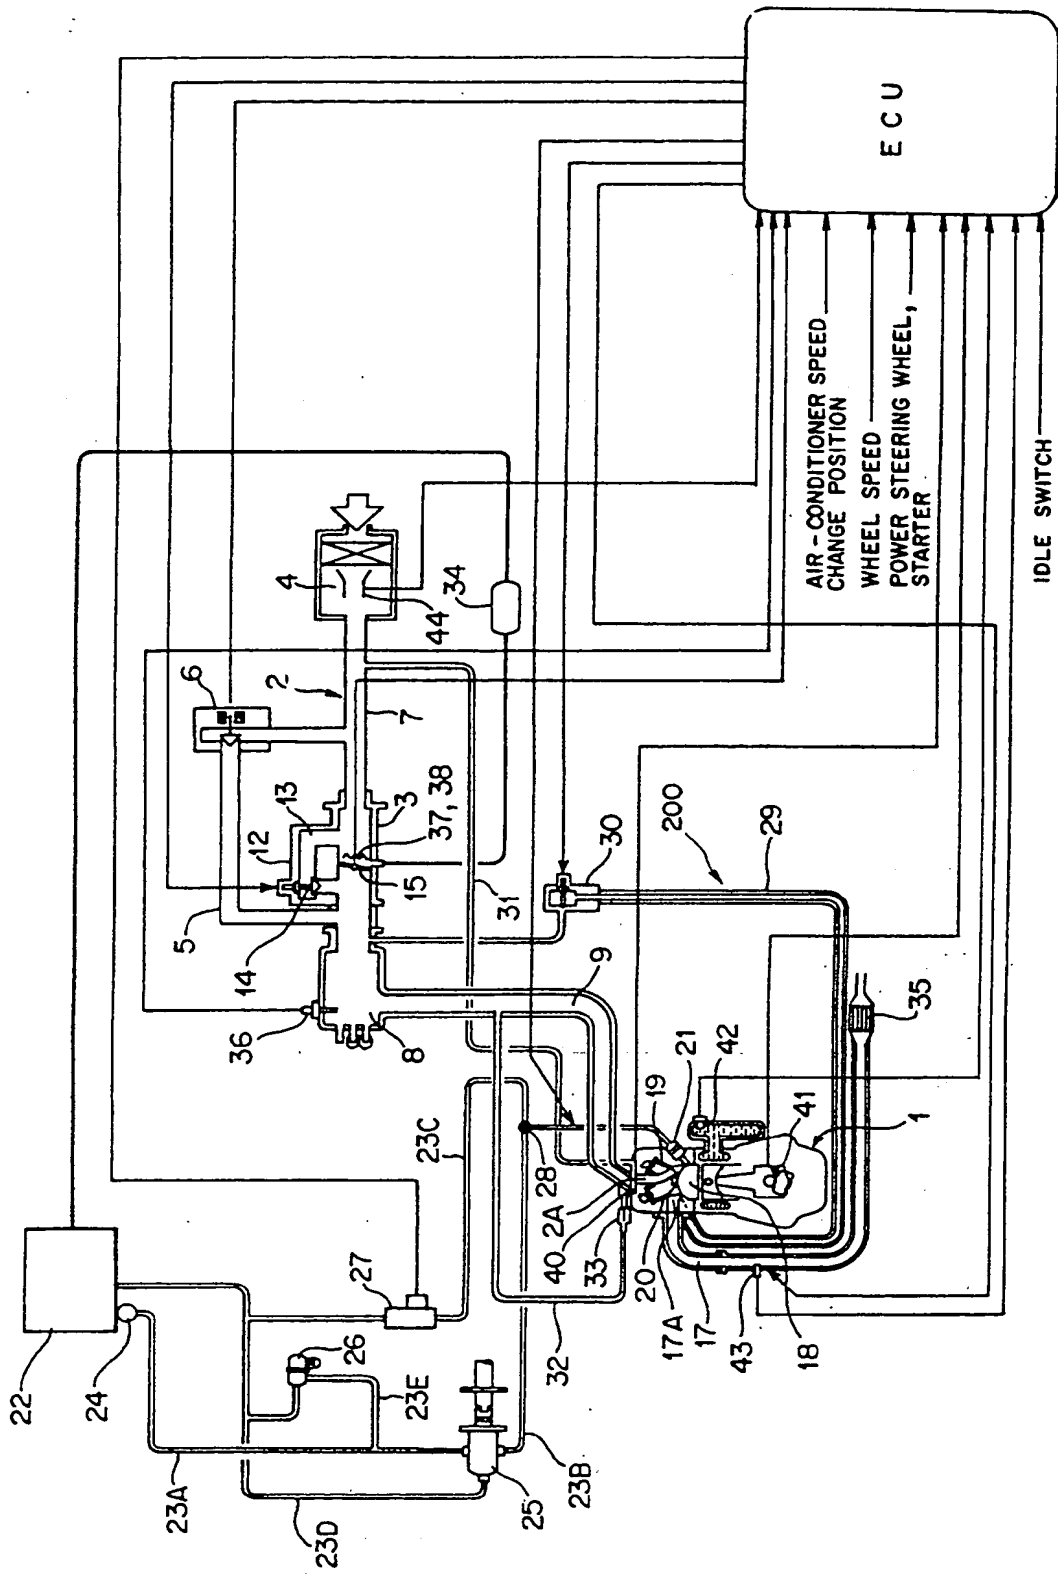 ECU
AIR-CONDITIONER SPEED
CHANGE POSITION
WHEEL SPEED
POWER STEERING WHEEL,
STARTER
IDLE SWITCH
22
24
23A
23D
26
23E
27
23C
25
23B
28
36
5
14
12
13
6
2
4
44
34
7
3
37, 38
15
31
8
9
30
200
29
35
19
21
42
41
1
2A
40
33
32
20
17A
17
43
18